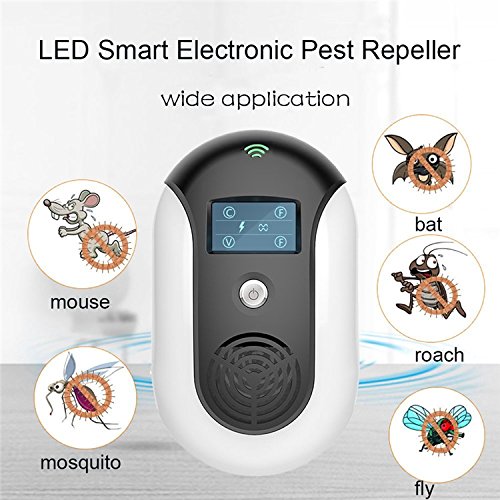 LED Smart Electronic Pest Repeller
wide application
bat
C F
V F
mouse
roach
mosquito
fly